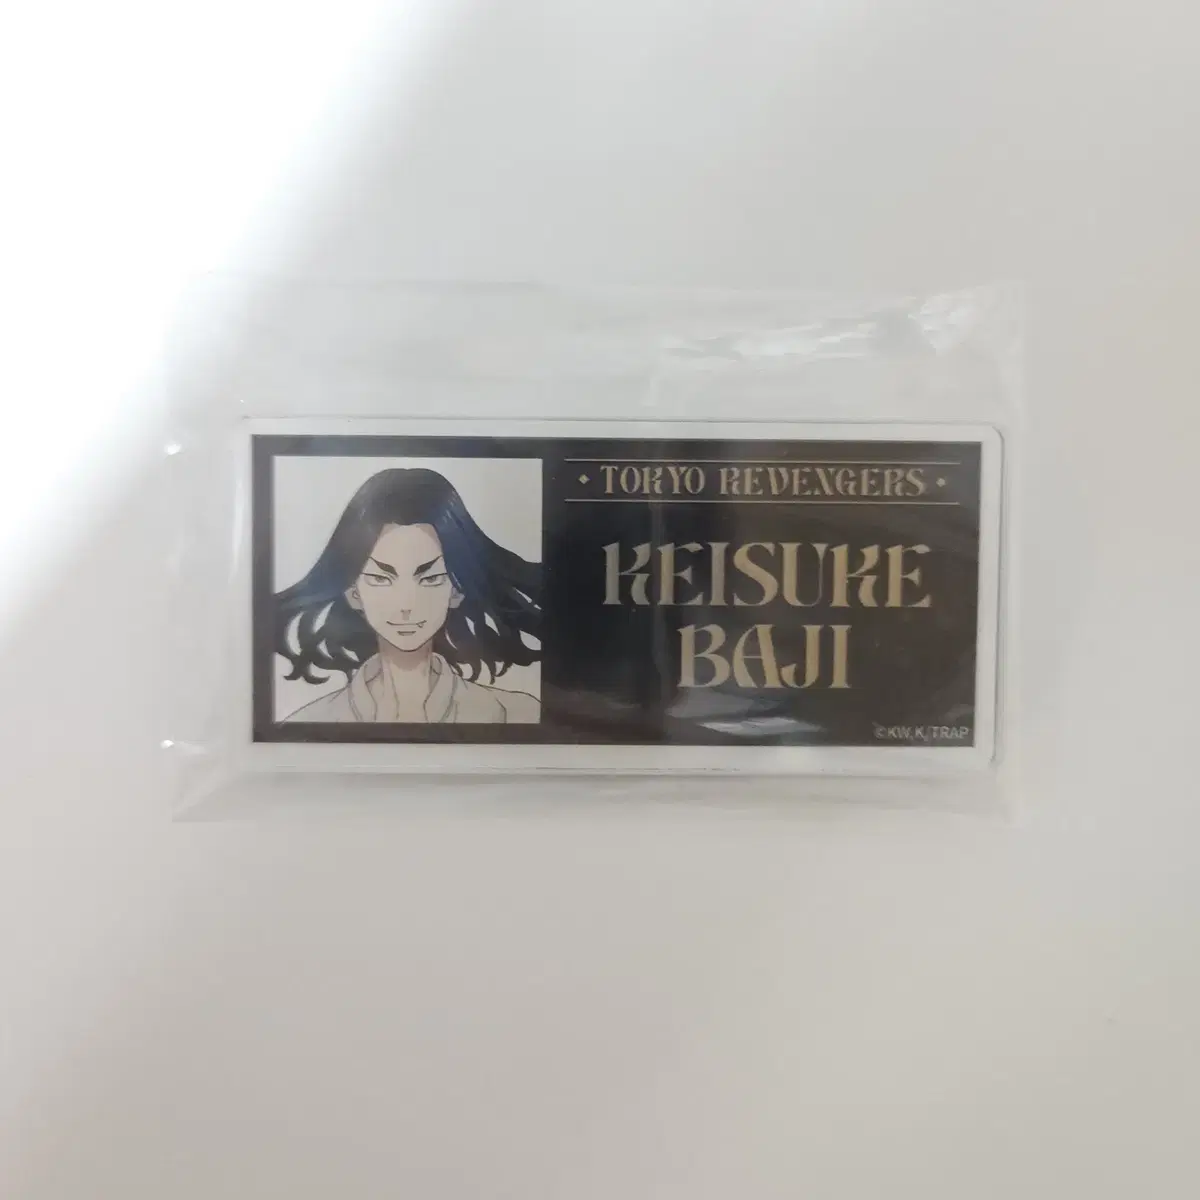 • TOKYO REVENGERS •
KEISUKE
BAJI
©KW,K/TRAP